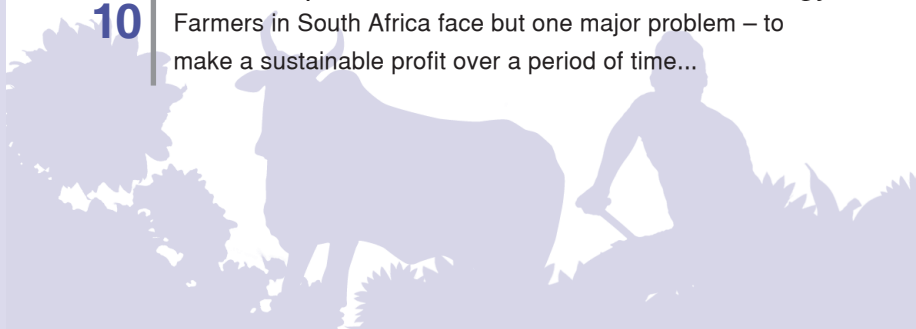 10
Farmers in South Africa face but one major problem – to
make a sustainable profit over a period of time...